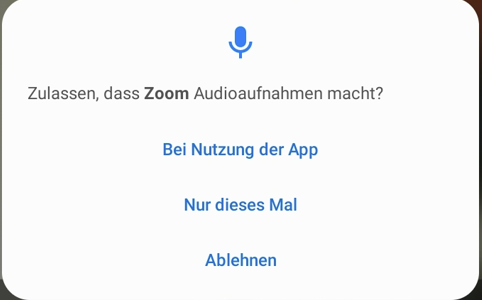 Zulassen, dass Zoom Audioaufnahmen macht?
Bei Nutzung der App
Nur dieses Mal
Ablehnen